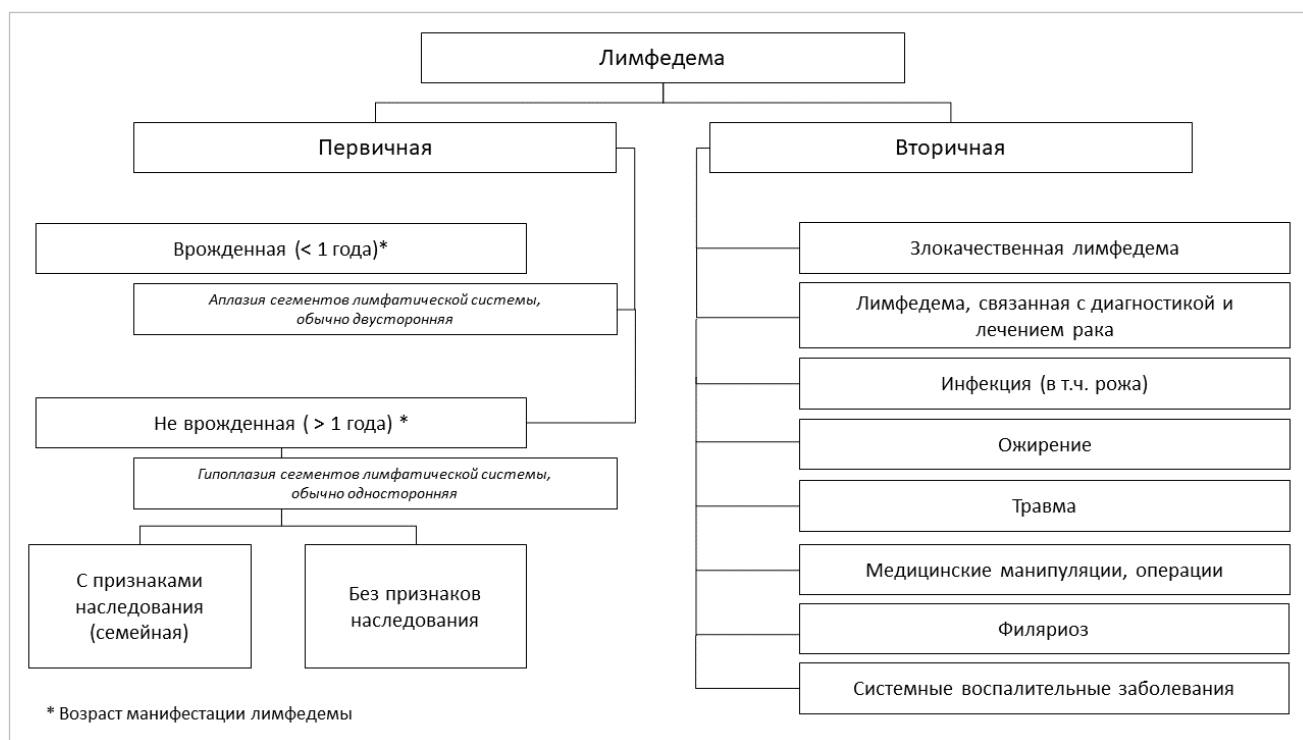 Лимфедема
Первичная
Вторичная
Врожденная (< 1 года)*
Аплазия сегментов лимфатической системы,
обычно двусторонняя
Не врожденная ( > 1 года) *
Гипоплазия сегментов лимфатической системы,
обычно односторонняя
С признаками
наследования
(семейная)
Без признаков
наследования
* Возраст манифестации лимфедемы
Злокачественная лимфедема
Лимфедема, связанная с диагностикой и
лечением рака
Инфекция (в т.ч. рожа)
Ожирение
Травма
Медицинские манипуляции, операции
Филяриоз
Системные воспалительные заболевания